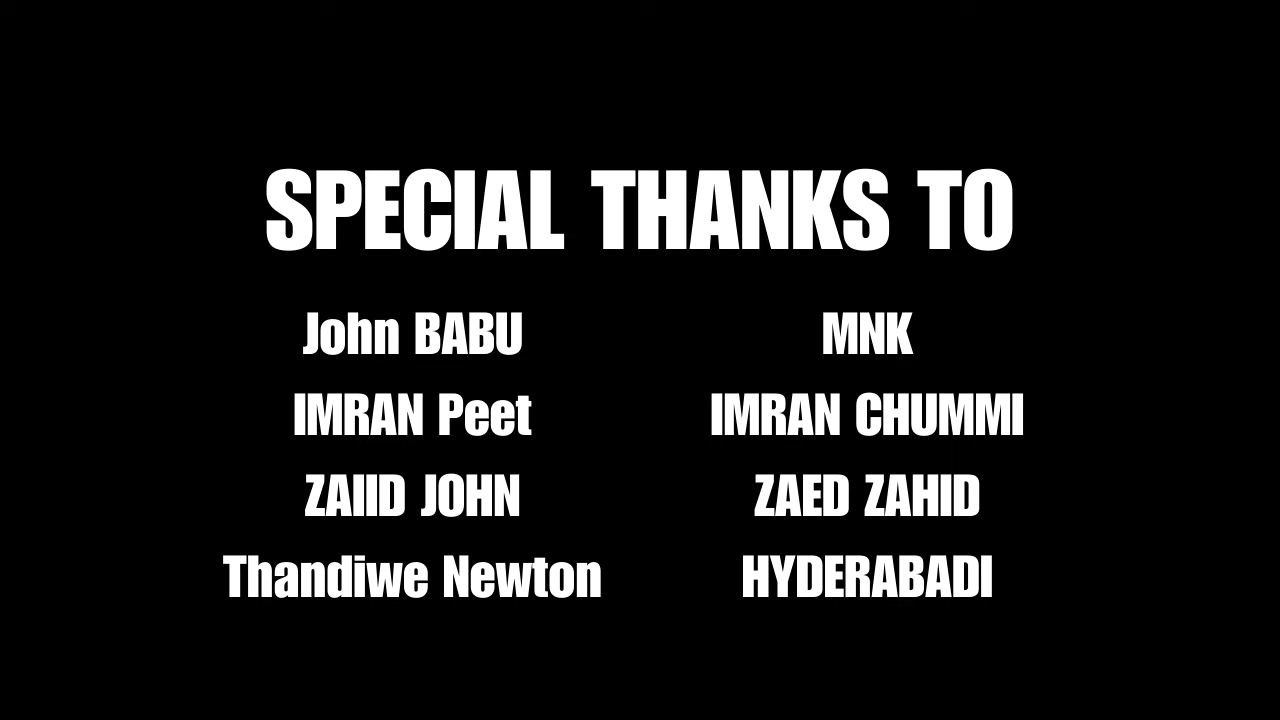 SPECIAL THANKS TO
John BABU
MNK
IMRAN Peet
IMRAN CHUMMI
ZAIID JOHN
ZAED ZAHID
Thandiwe Newton
HYDERABADI